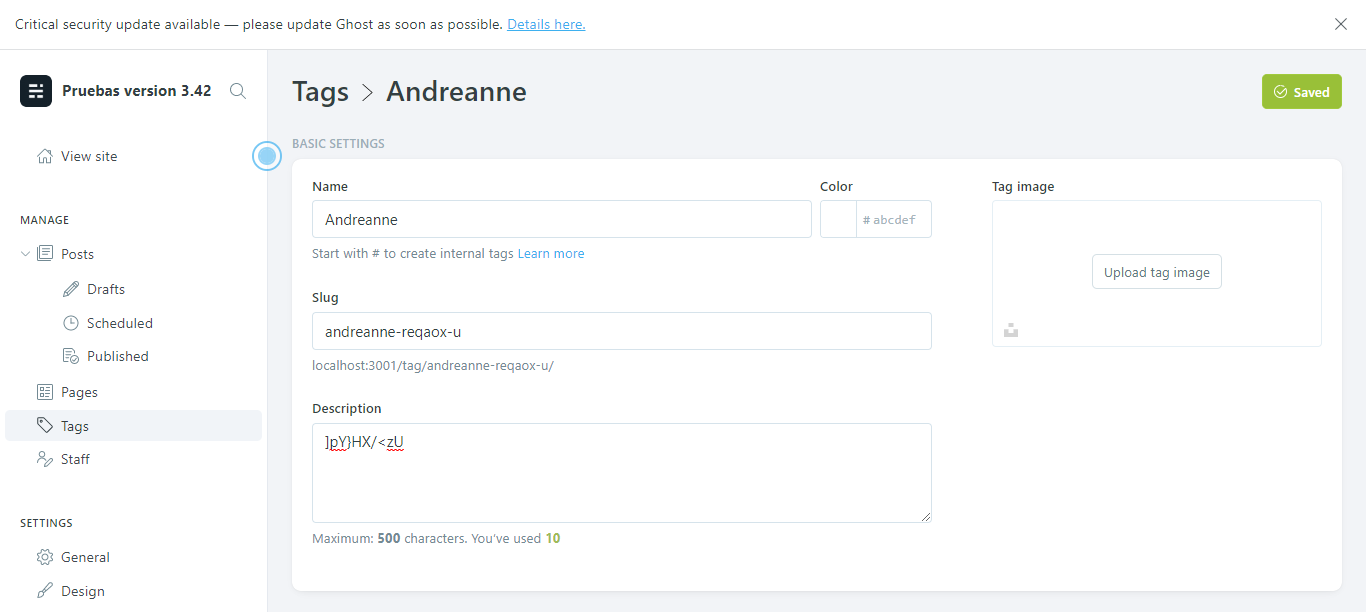 Critical security update available — please update Ghost as soon as possible. Details here.
Pruebas version 3.42
View site
MANAGE
Posts
Drafts
Scheduled
Published
Pages
Tags
Staff
SETTINGS
General
Design
Tags > Andreanne
Saved
BASIC SETTINGS
Name
Andreanne
Start with # to create internal tags Learn more
Color
# abcdef
Slug
andreanne-reqaox-u
localhost:3001/tag/andreanne-reqaox-u/
Description
]pY}HX/<zU
Maximum: 500 characters. You've used 10
Tag image
Upload tag image